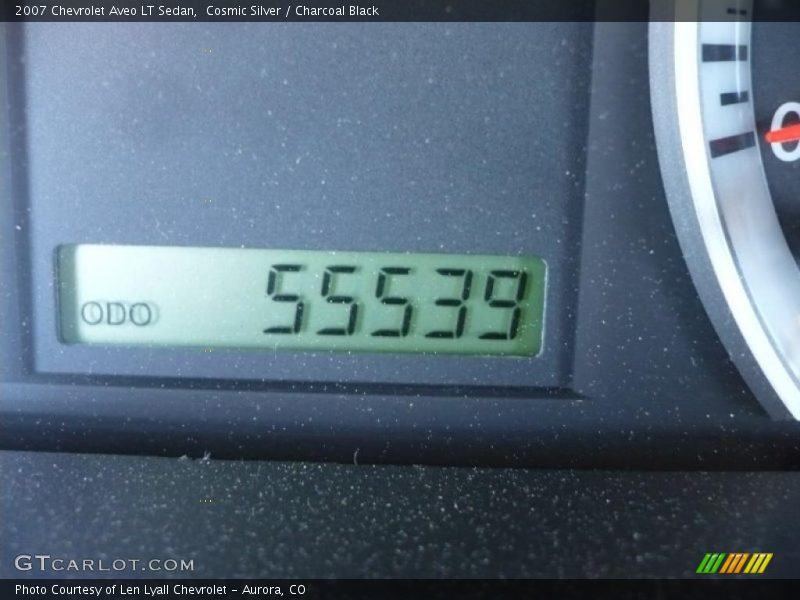 2007 Chevrolet Aveo LT Sedan,  Cosmic Silver / Charcoal Black
0
ODO 55539
GTCARLOT.COM
Photo Courtesy of Len Lyall Chevrolet - Aurora, CO